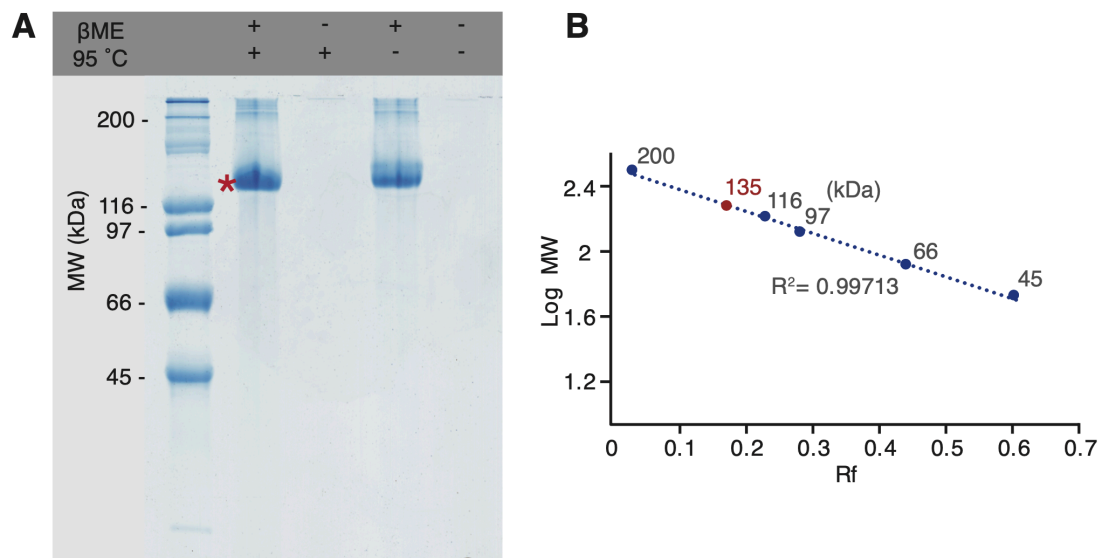 A
βME + - + -
95 ˚C + + - -
MW (kDa)
200 -
116 -
97 -
66 -
45 -
*
B
Log MW
2.4
2
1.6
1.2
200
135
116
(kDa)
97
66
45
R²= 0.99713
0 0.1 0.2 0.3 0.4 0.5 0.6 0.7
Rf